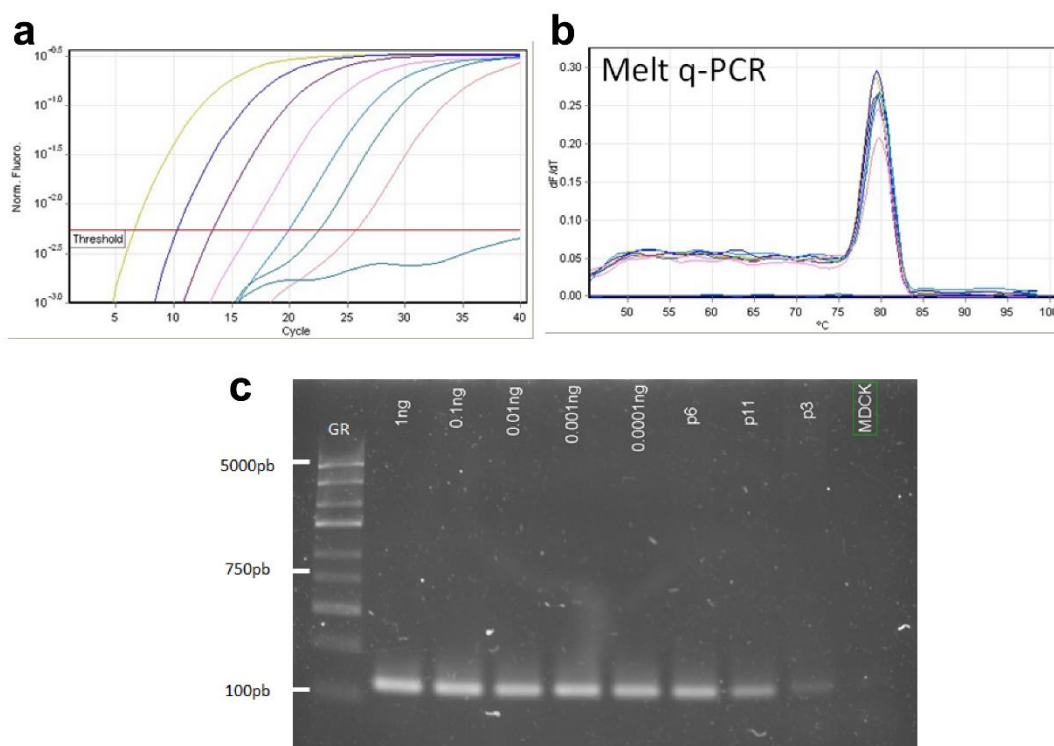 a
10^-0.5
10^-1.0
10^-1.5
10^-2.0
10^-2.5
10^-3.0
Norm. Fluoro.
Threshold
5 10 15 20 25 30 35 40
Cycle
b
Melt q-PCR
0.30
0.25
0.20
0.15
0.10
0.05
0.00
dF/dT
50 55 60 65 70 75 80 85 90 95 100
°C
c
GR
1ng
0.1ng
0.01ng
0.001ng
0.0001ng
p6
p11
p3
MDCK
5000pb
750pb
100pb